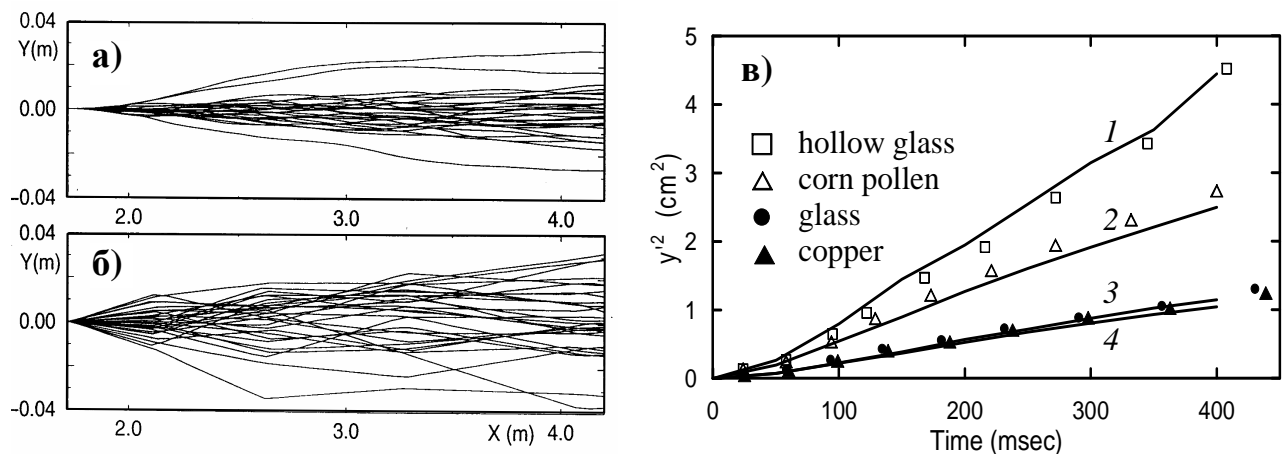 0.04
Y(m)
а)
0.00
−0.04
2.0
3.0
4.0
0.04
Y(m)
б)
0.00
-0.04
2.0
3.0
X (m)
4.0
в)
5
4
3
2
1
0
y'² (cm²)
hollow glass
corn pollen
glass
copper
1
2
3
4
0
100
200
300
400
Time (msec)